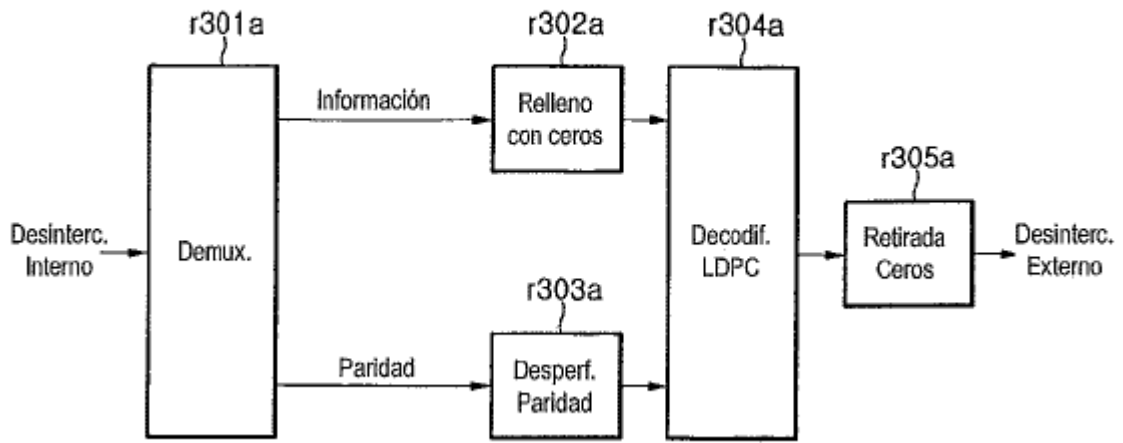 r301a
r302a
r304a
Información
Relleno
con ceros
r305a
Desinterc.
Interno
Demux.
Decodif.
LDPC
Retirada
Ceros
Desinterc.
Externo
r303a
Paridad
Desperf.
Paridad